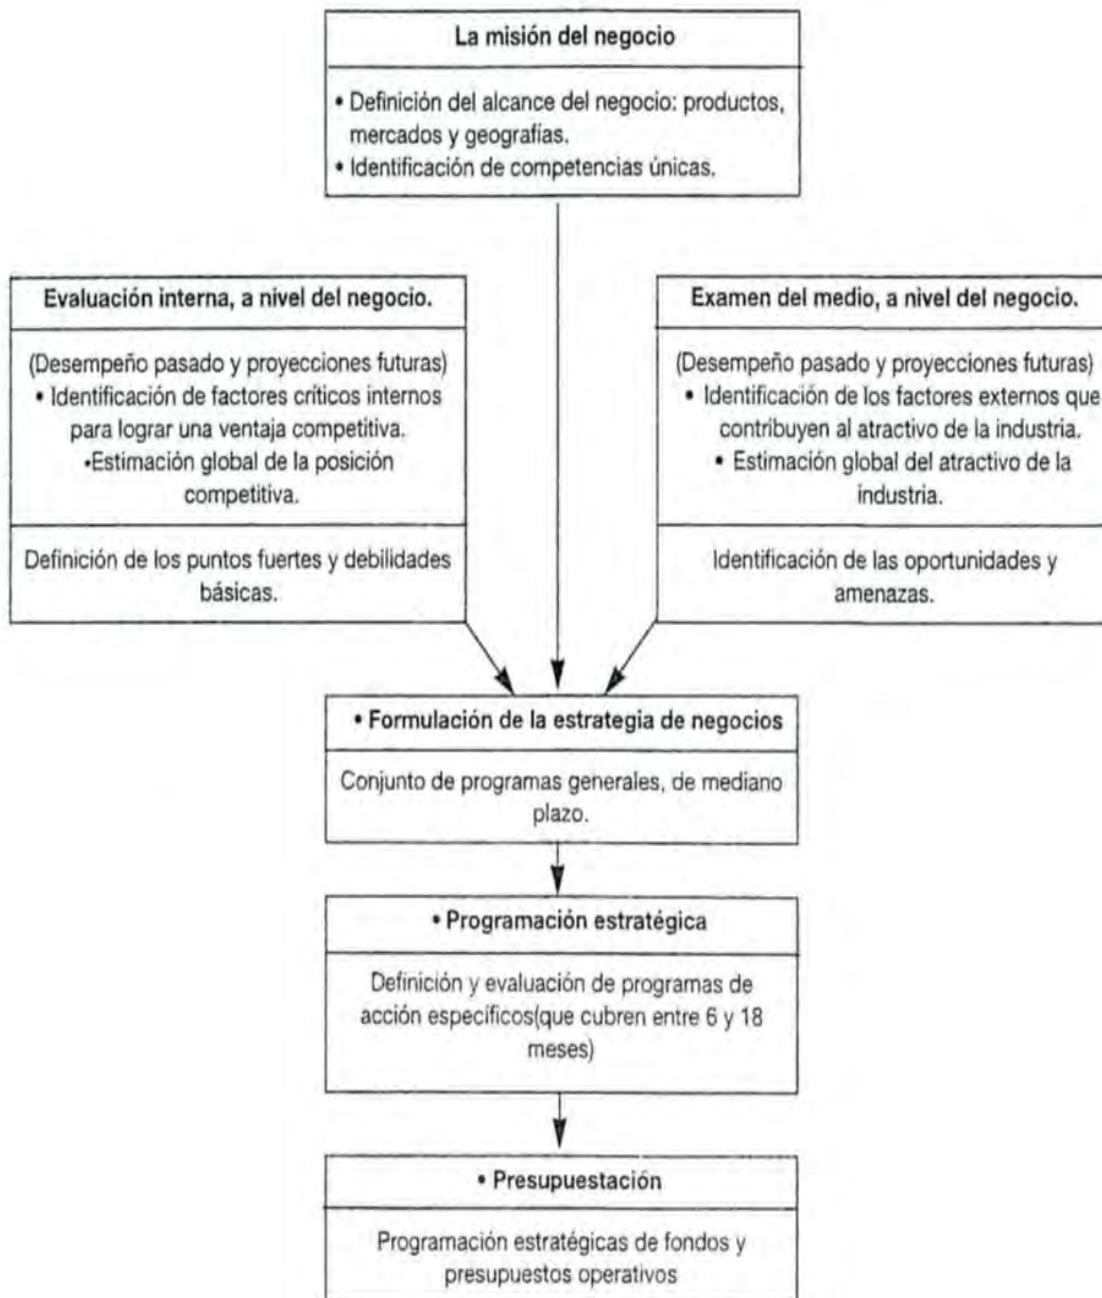 La misión del negocio
• Definición del alcance del negocio: productos,
mercados y geografías.
• Identificación de competencias únicas.
Evaluación interna, a nivel del negocio.
(Desempeño pasado y proyecciones futuras)
• Identificación de factores críticos internos
para lograr una ventaja competitiva.
•Estimación global de la posición
competitiva.
Definición de los puntos fuertes y debilidades
básicas.
Examen del medio, a nivel del negocio.
(Desempeño pasado y proyecciones futuras)
• Identificación de los factores externos que
contribuyen al atractivo de la industria.
• Estimación global del atractivo de la
industria.
Identificación de las oportunidades y
amenazas.
• Formulación de la estrategia de negocios
Conjunto de programas generales, de mediano
plazo.
• Programación estratégica
Definición y evaluación de programas de
acción específicos(que cubren entre 6 y 18
meses)
• Presupuestación
Programación estratégicas de fondos y
presupuestos operativos